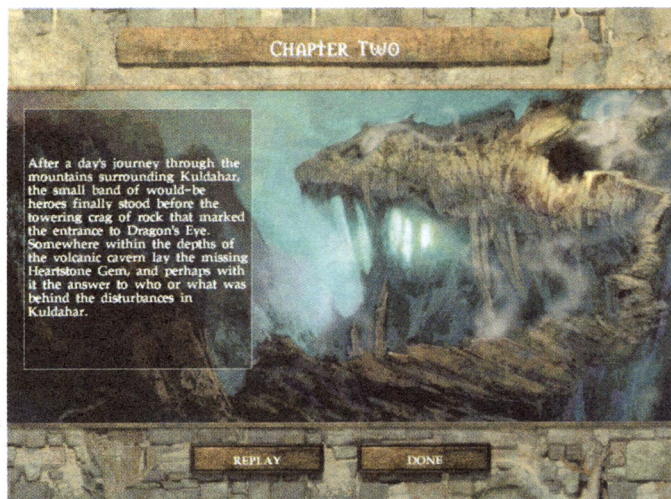 CHAPTER TWO
After a day's journey through the
mountains surrounding Kuldahar,
the small band of would-be
heroes finally stood before the
towering crag of rock that marked
the entrance to Dragon's Eye.
Somewhere within the depths of
the volcanic cavern lay the missing
Heartstone Gem, and perhaps with
it the answer to who or what was
behind the disturbances in
Kuldahar.
REPLAY
DONE